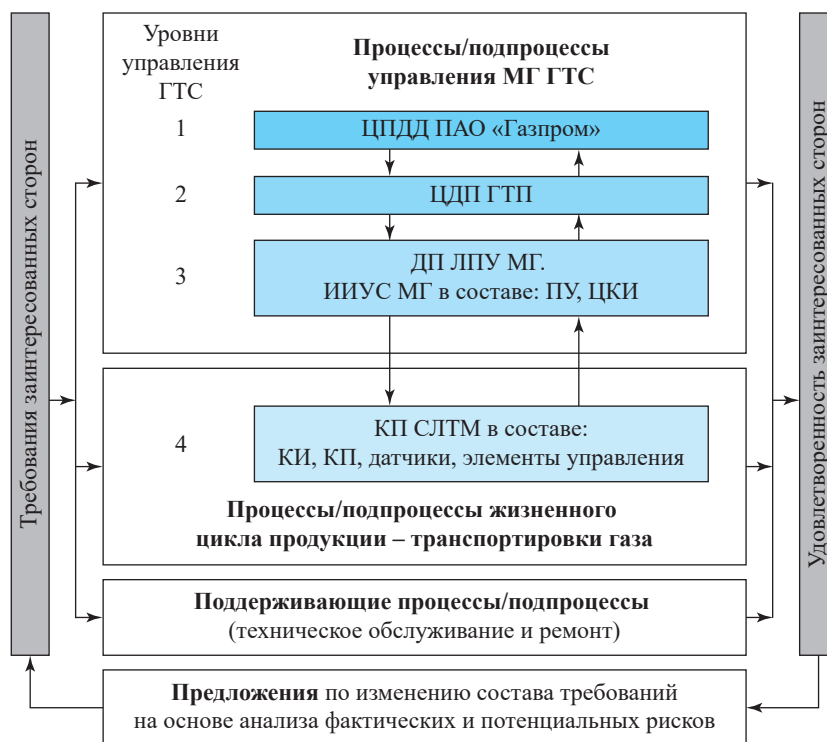 Требования заинтересованных сторон
Уровни
управления
ГТС
Процессы/подпроцессы
управления МГ ГТС
1
ЦПДД ПАО «Газпром»
2
ЦДП ГТП
3
ДП ЛПУ МГ.
ИИУС МГ в составе: ПУ, ЦКИ
4
КП СЛТМ в составе:
КИ, КП, датчики, элементы управления
Процессы/подпроцессы жизненного
цикла продукции – транспортировки газа
Поддерживающие процессы/подпроцессы
(техническое обслуживание и ремонт)
Предложения по изменению состава требований
на основе анализа фактических и потенциальных рисков
Удовлетворенность заинтересованных сторон